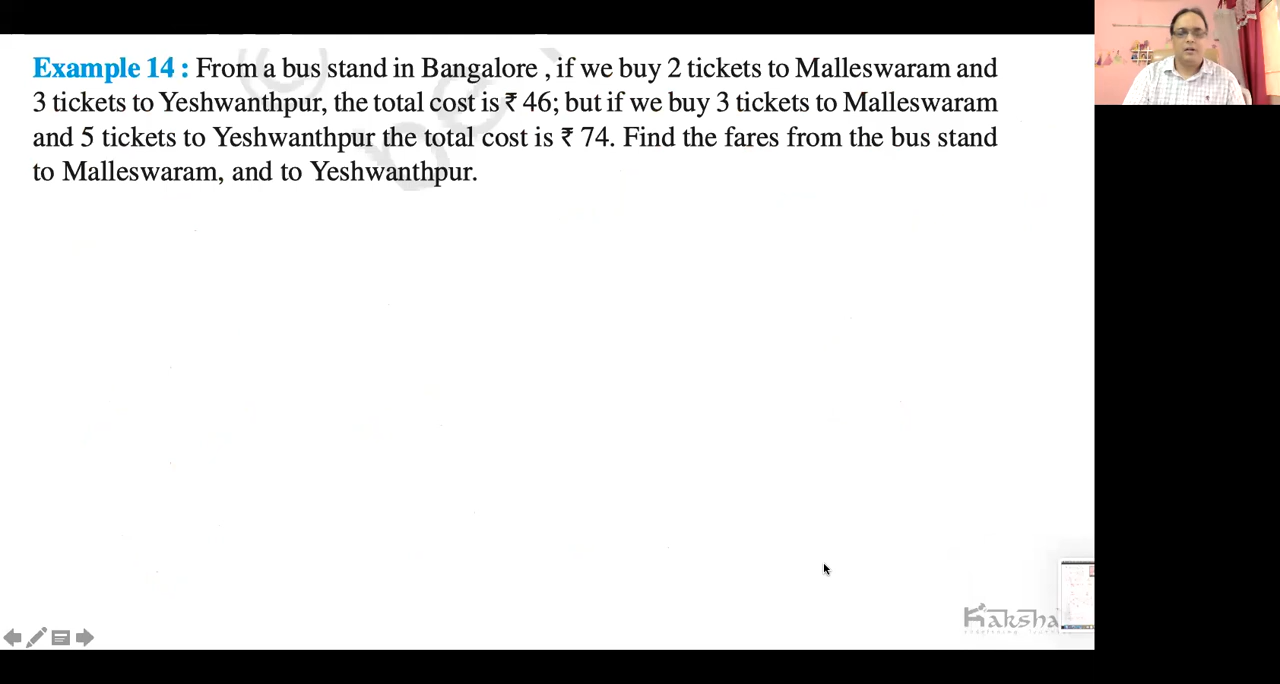 Example 14 : From a bus stand in Bangalore , if we buy 2 tickets to Malleswaram and
3 tickets to Yeshwanthpur, the total cost is ₹ 46; but if we buy 3 tickets to Malleswaram
and 5 tickets to Yeshwanthpur the total cost is ₹ 74. Find the fares from the bus stand
to Malleswaram, and to Yeshwanthpur.
Raksha